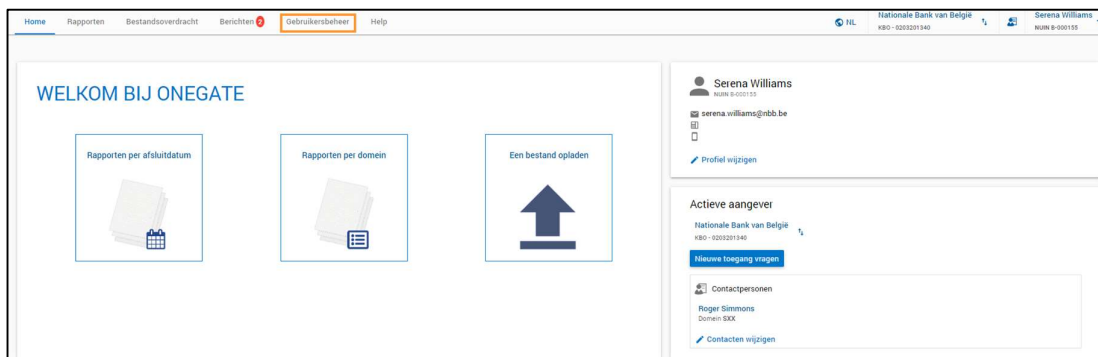 Home Rapporten Bestandsoverdracht Berichten 2 Gebruikersbeheer Help NL Nationale Bank van België Serena Williams
KBO - 0203201340 NUIN B-000155
WELKOM BIJ ONEGATE
Rapporten per afsluitdatum
Rapporten per domein
Een bestand opladen
Serena Williams
NUIN B-000155
serena.williams@nbb.be
Profiel wijzigen
Actieve aangever
Nationale Bank van België
KBO - 0203201340
Nieuwe toegang vragen
Contactpersonen
Roger Simmons
Domein SXX
Contacten wijzigen